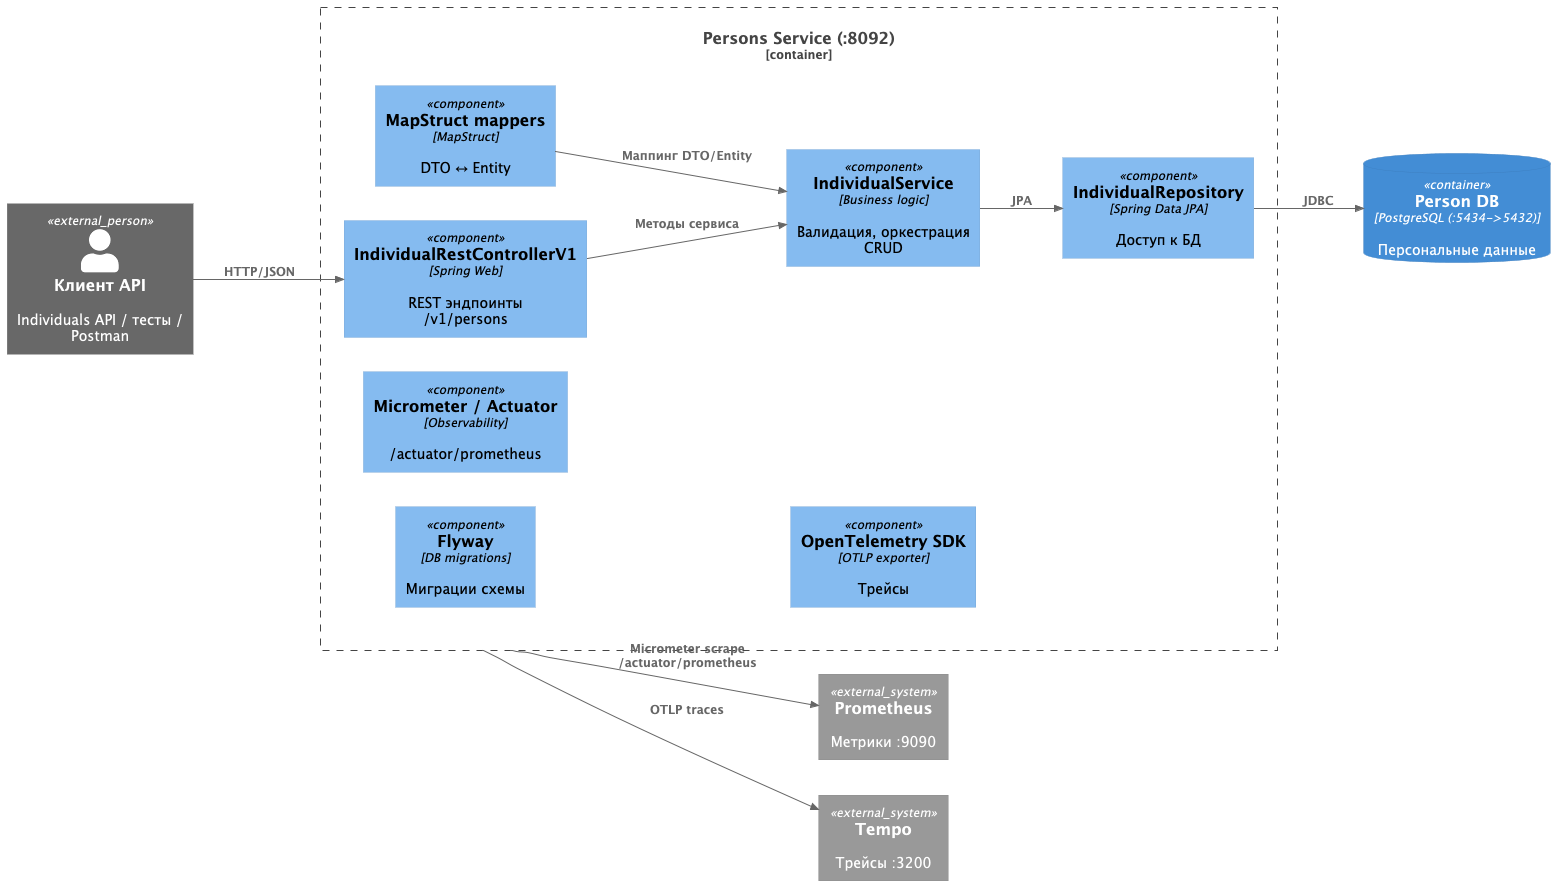 Persons Service (:8092)
[container]
«component»
MapStruct mappers
[MapStruct]
DTO ↔ Entity
Маппинг DTO/Entity
«component»
IndividualService
[Business logic]
Валидация, оркестрация
CRUD
JPA
«component»
IndividualRepository
[Spring Data JPA]
Доступ к БД
JDBC
«container»
Person DB
[PostgreSQL (:5434->5432)]
Персональные данные
«external_person»
Клиент API
Individuals API / тесты /
Postman
HTTP/JSON
«component»
IndividualRestControllerV1
[Spring Web]
REST эндпоинты
/v1/persons
Методы сервиса
«component»
Micrometer / Actuator
[Observability]
/actuator/prometheus
«component»
Flyway
[DB migrations]
Миграции схемы
«component»
OpenTelemetry SDK
[OTLP exporter]
Трейсы
Micrometer scrape
/actuator/prometheus
«external_system»
Prometheus
Метрики :9090
OTLP traces
«external_system»
Tempo
Трейсы :3200